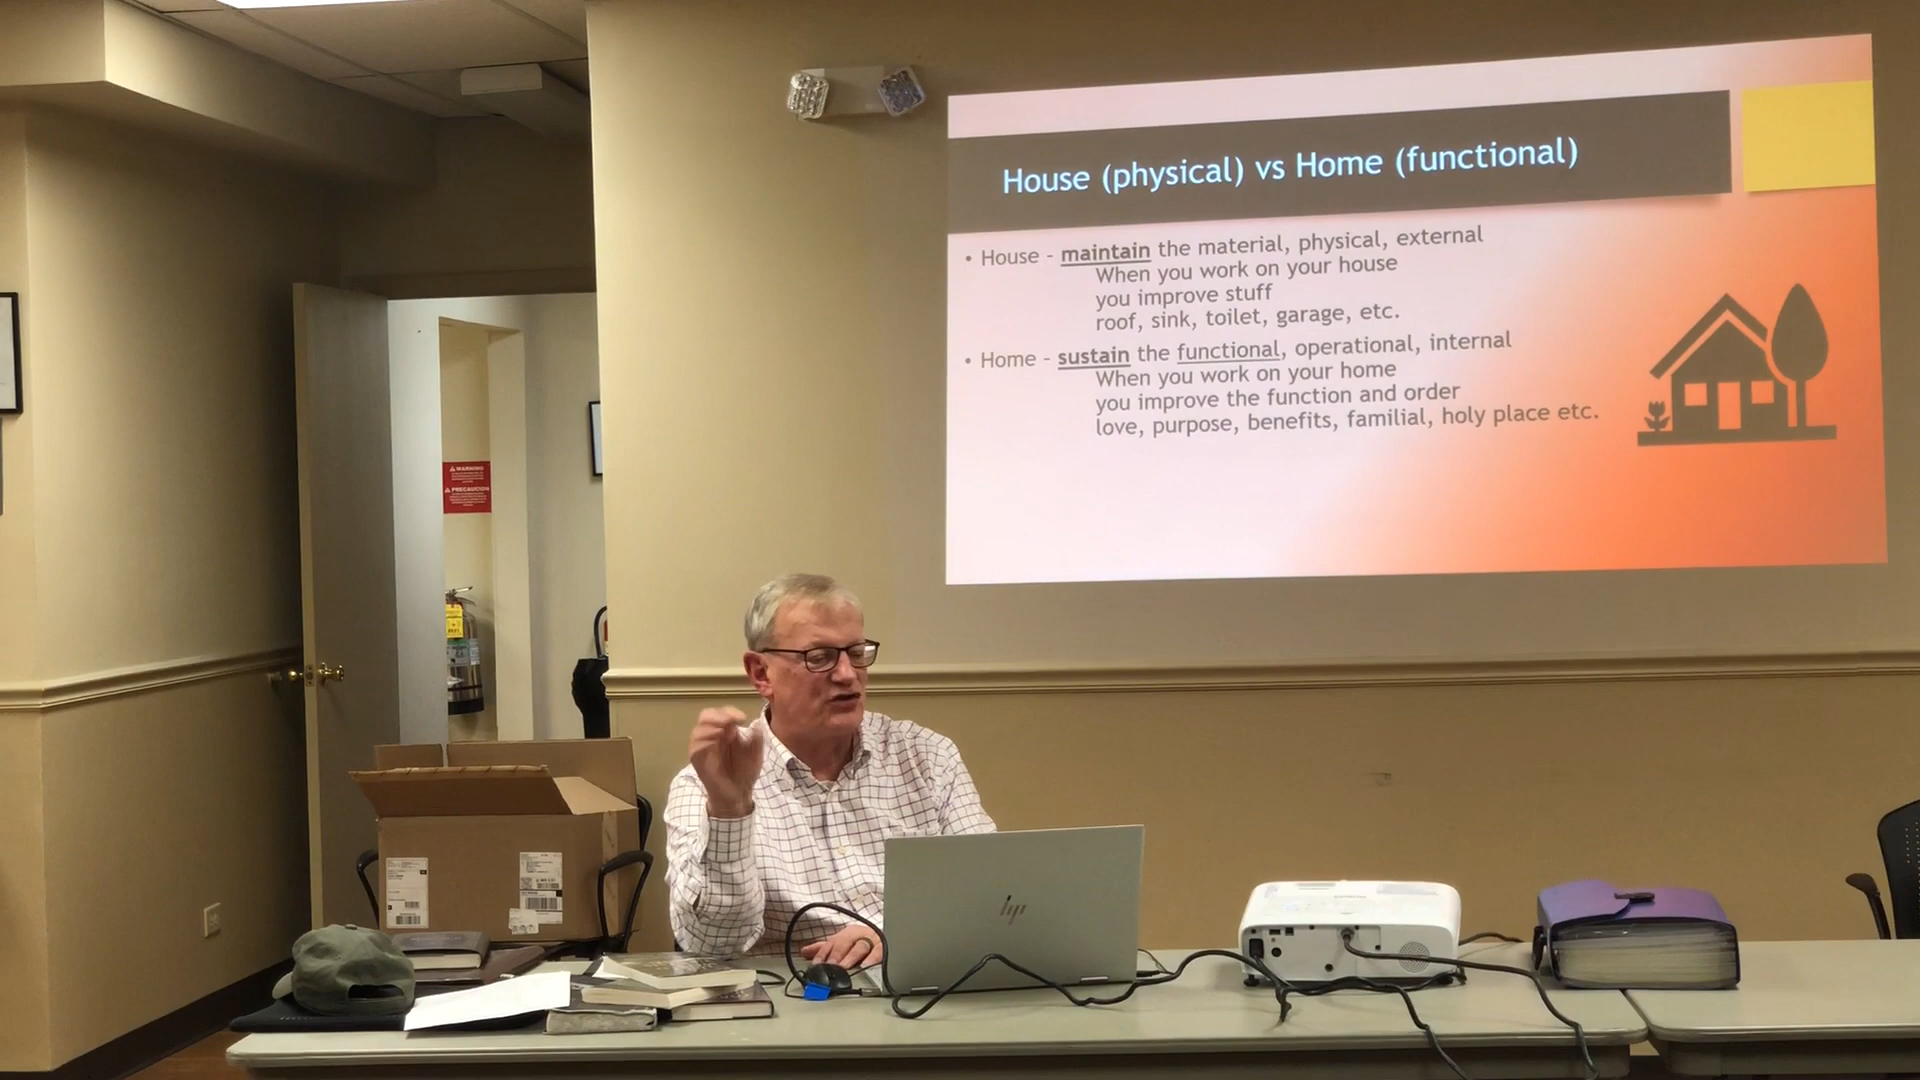 House (physical) vs Home (functional)
• House - maintain the material, physical, external
When you work on your house
you improve stuff
roof, sink, toilet, garage, etc.
• Home - sustain the functional, operational, internal
When you work on your home
you improve the function and order
love, purpose, benefits, familial, holy place etc.
WARNING
PRECAUCION
hp